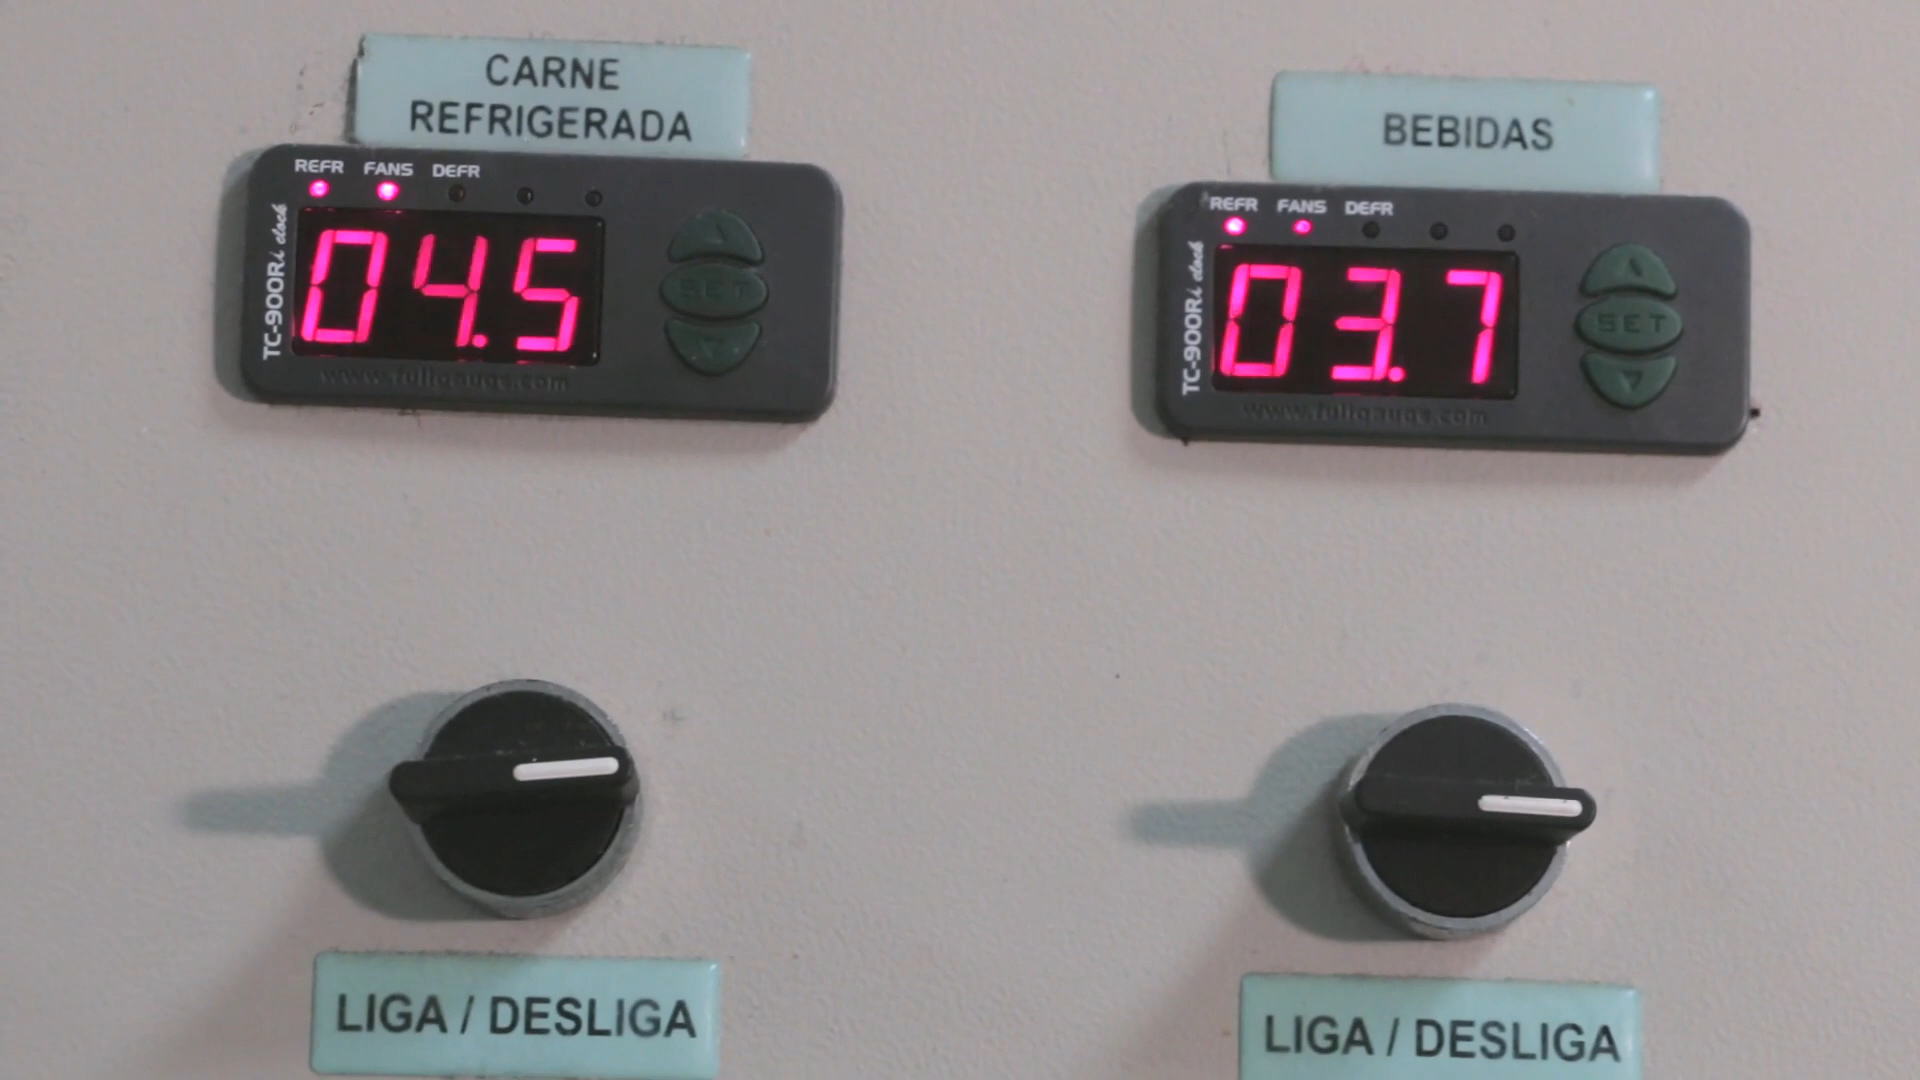 CARNE
REFRIGERADA
REFR FANS DEFR
TC-900Ri clock
04.5
SET
www.fullgauge.com
BEBIDAS
REFR FANS DEFR
TC-900Ri clock
03.7
SET
www.fullgauge.com
LIGA / DESLIGA
LIGA / DESLIGA